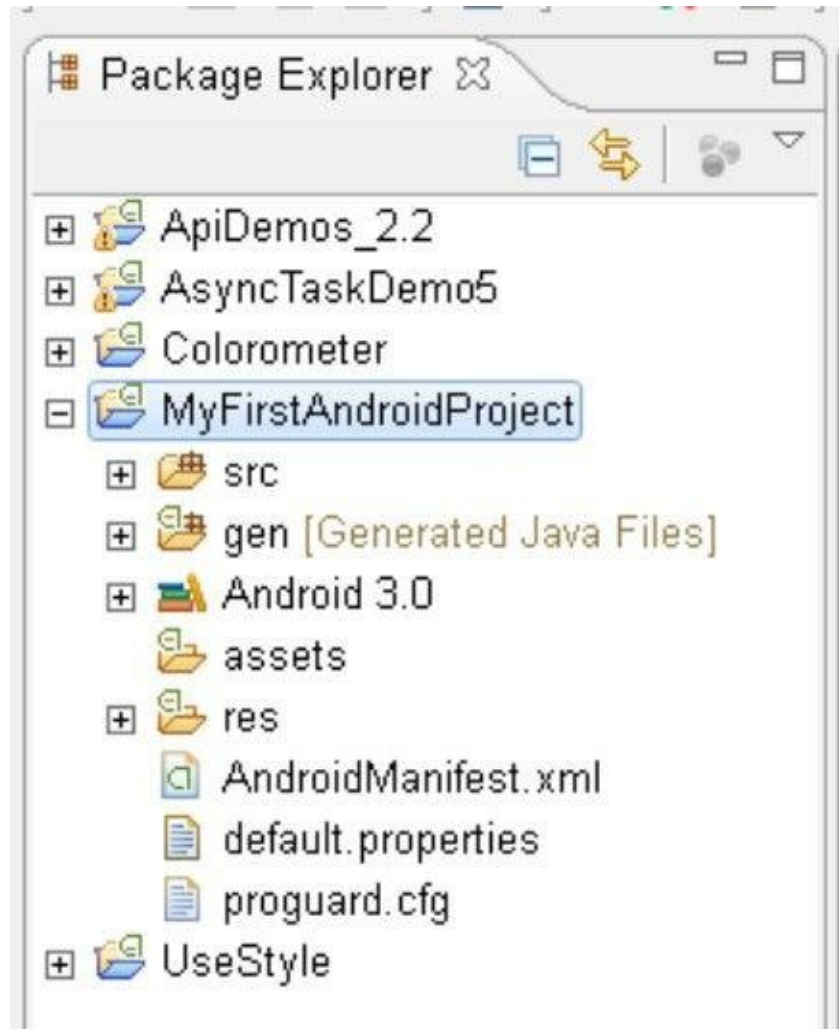 Package Explorer
ApiDemos_2.2
AsyncTaskDemo5
Colorometer
MyFirstAndroidProject
src
gen [Generated Java Files]
Android 3.0
assets
res
AndroidManifest.xml
default.properties
proguard.cfg
UseStyle